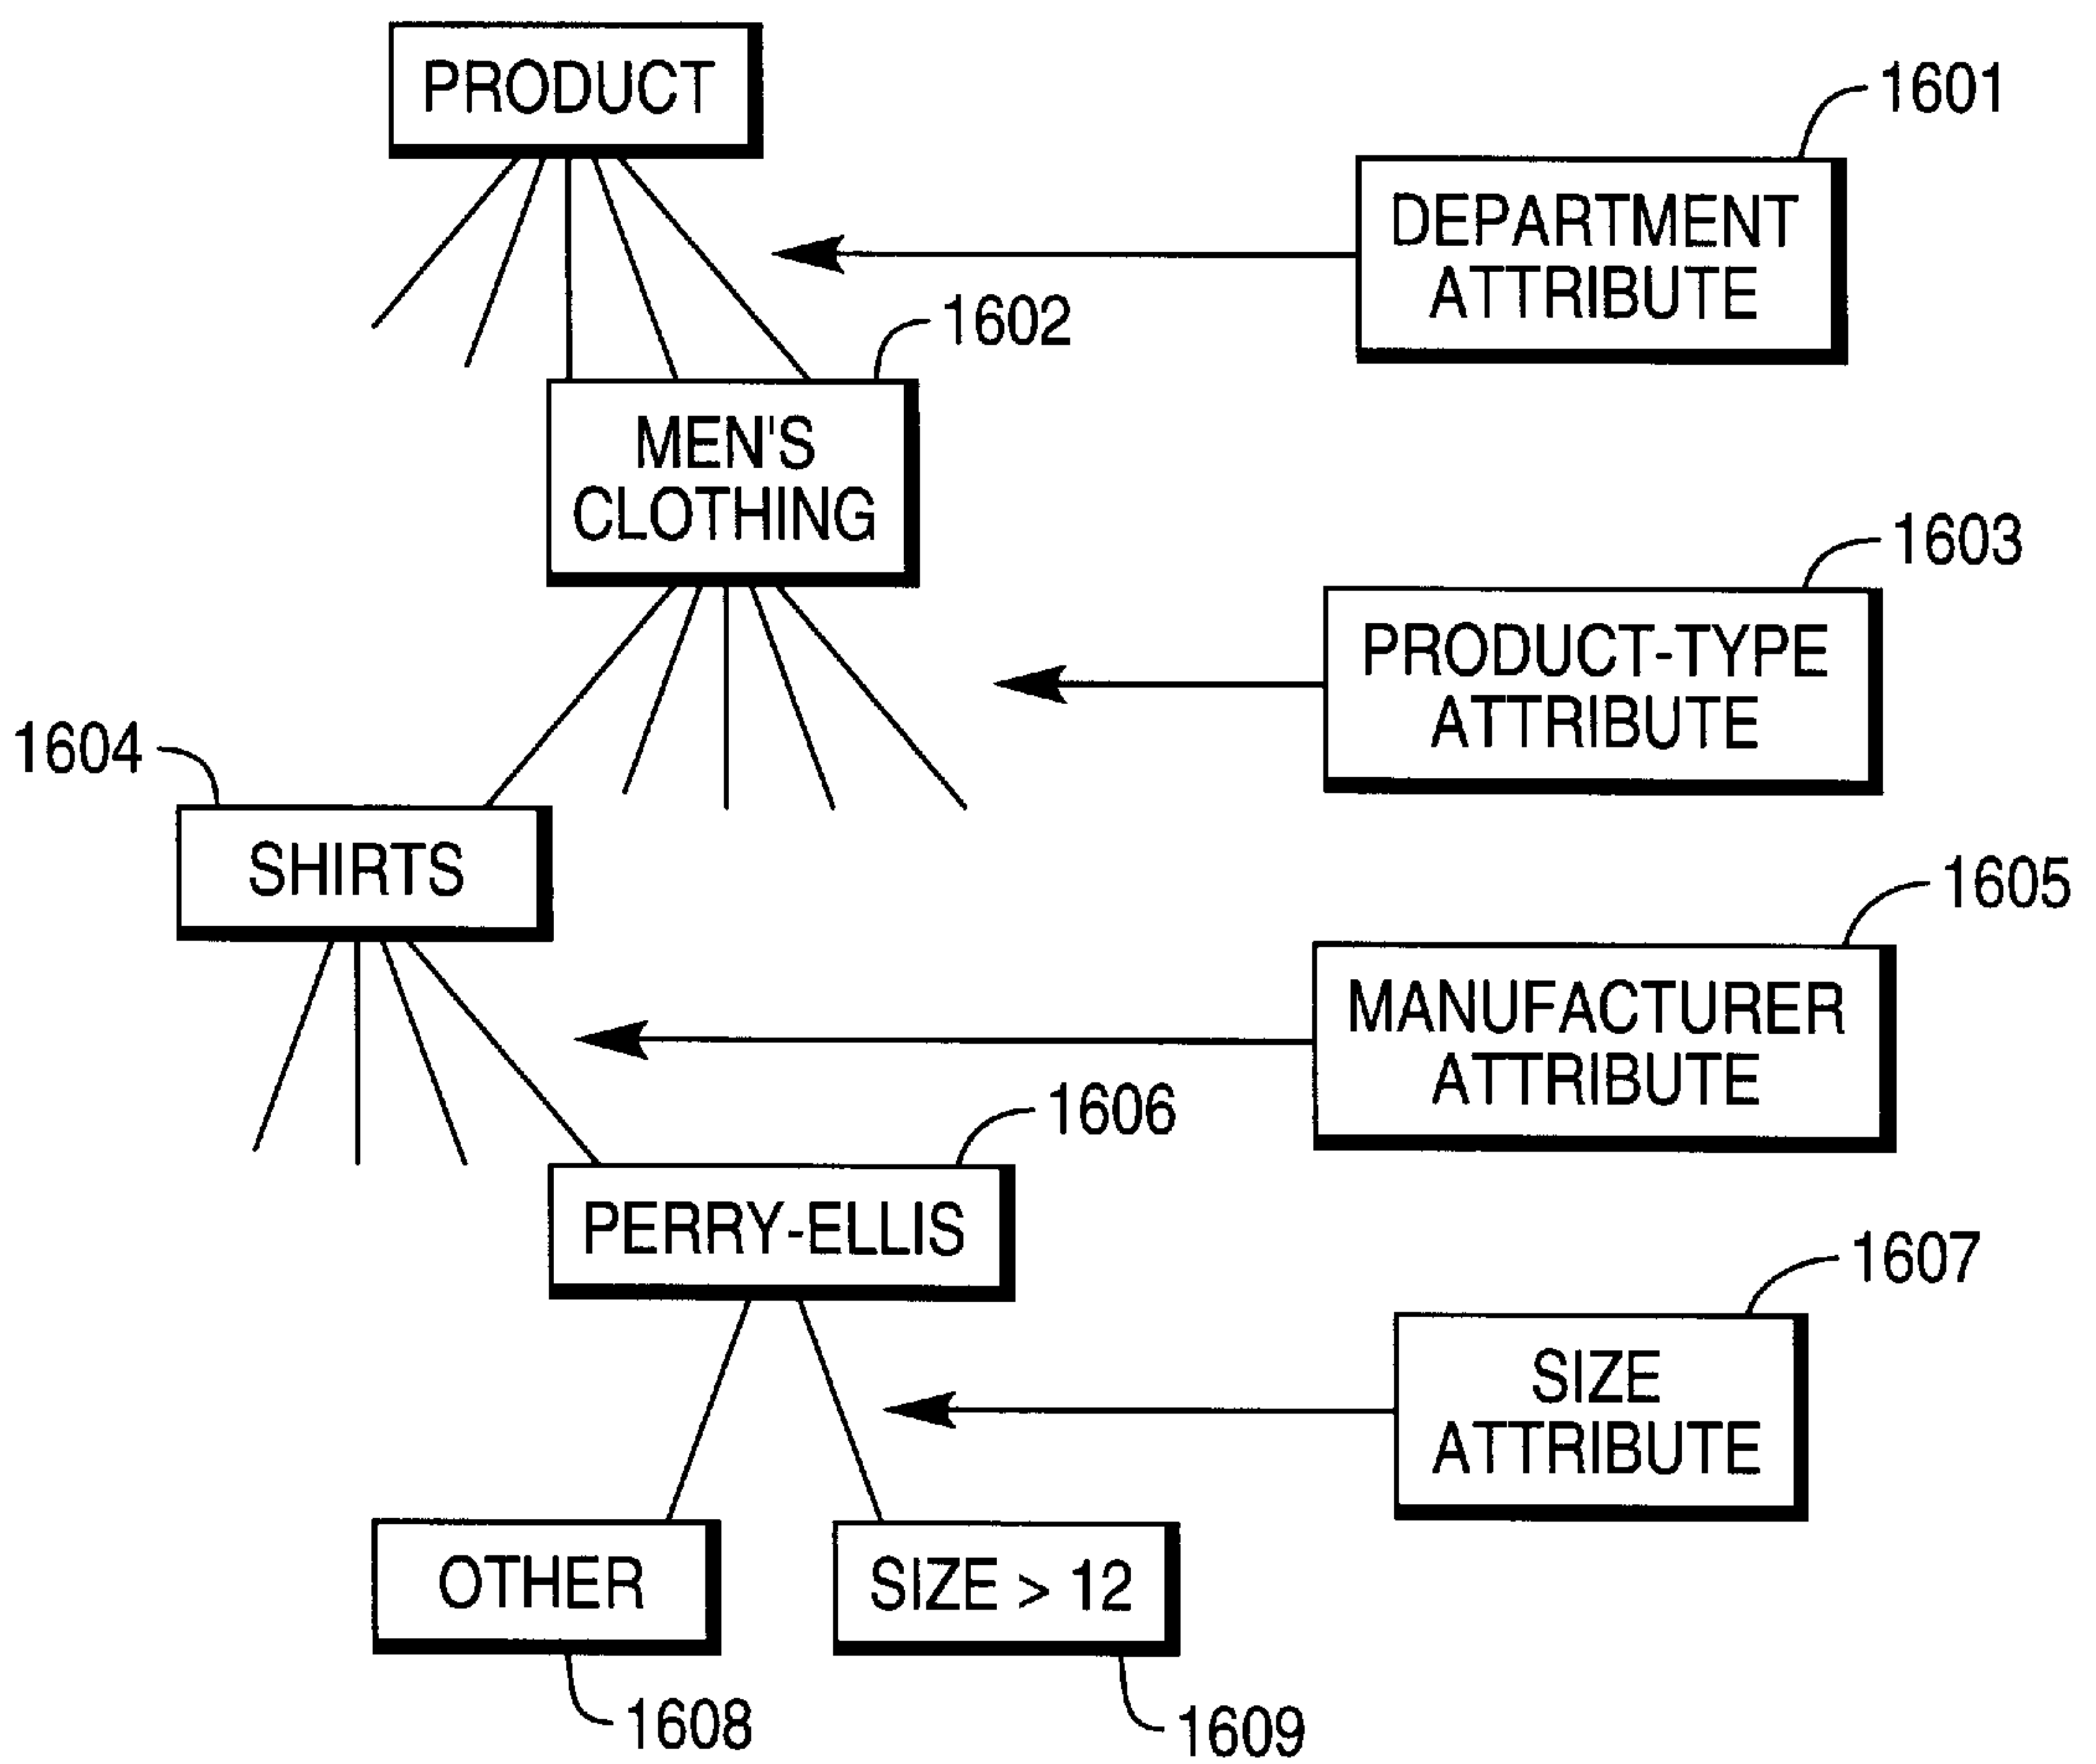 PRODUCT
1601
DEPARTMENT
ATTRIBUTE
1602
MEN'S
CLOTHING
1603
PRODUCT-TYPE
ATTRIBUTE
1604
SHIRTS
1605
MANUFACTURER
ATTRIBUTE
1606
PERRY-ELLIS
1607
SIZE
ATTRIBUTE
OTHER
SIZE > 12
1608
1609